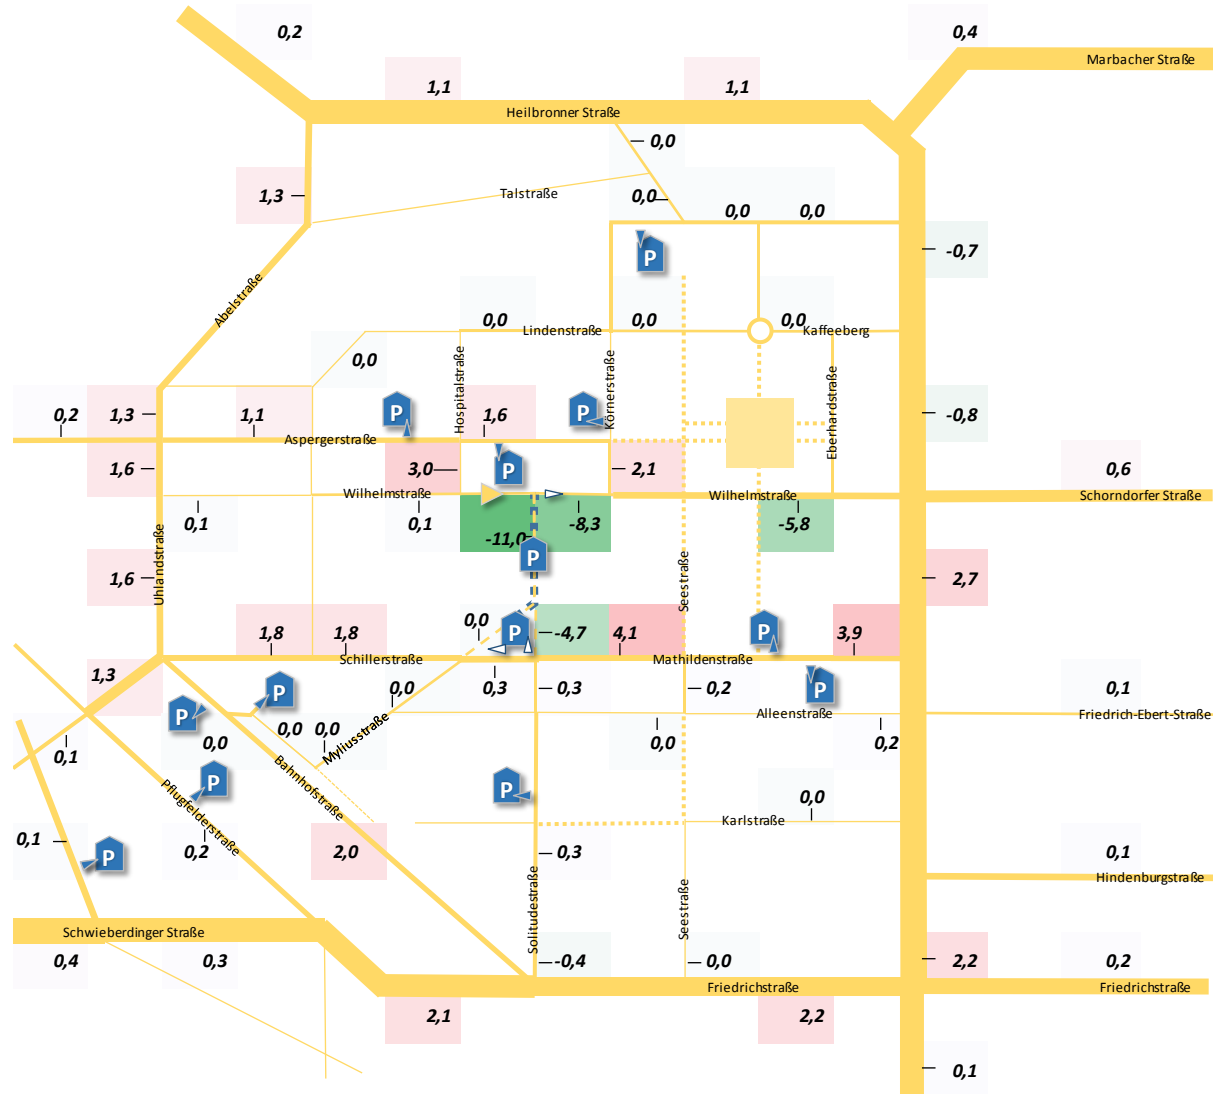 0,2
0,4
Marbacher Straße
1,1
1,1
Heilbronner Straße
0,0
1,3
Talstraße
0,0
0,0
0,0
-0,7
P
Abelstraße
0,0
Lindenstraße
0,0
0,0
Kaffeeberg
0,0
Hospitalstraße
Körnerstraße
Eberhardstraße
0,2
1,3
1,1
P
1,6
P
-0,8
Aspergerstraße
1,6
3,0
P
2,1
0,6
Wilhelmstraße
Wilhelmstraße
Schorndorfer Straße
0,1
0,1
-11,0
-8,3
-5,8
P
Uhlandstraße
1,6
Seestraße
2,7
1,8
1,8
0,0
P
-4,7
4,1
P
3,9
Schillerstraße
Mathildenstraße
1,3
P
0,0
0,3
-0,3
-0,2
P
0,1
P
Alleenstraße
Friedrich-Ebert-Straße
0,1
0,0
0,0
0,0
Myliusstraße
0,0
0,2
P
Bahnhofstraße
P
Pflugfelderstraße
0,0
Karlstraße
0,1
0,2
2,0
0,3
0,1
P
Hindenburgstraße
Solitudestraße
Seestraße
Schwieberdinger Straße
0,4
0,3
-0,4
0,0
2,2
0,2
Friedrichstraße
Friedrichstraße
2,1
2,2
0,1